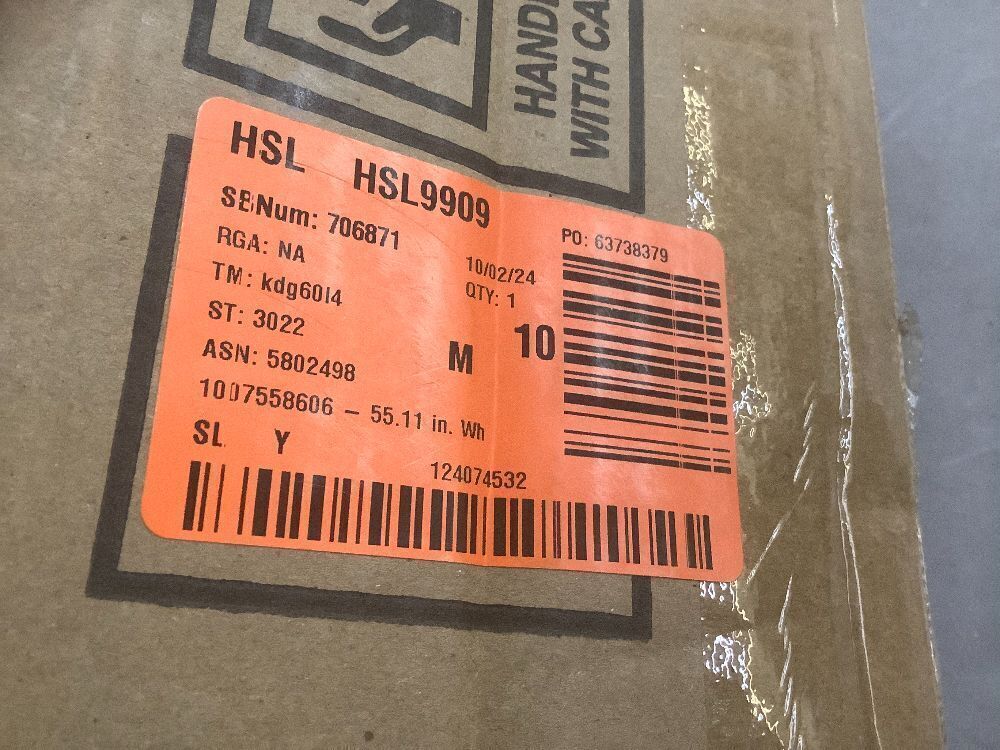 HANDL
WITH CA
HSL HSL9909
SBNum: 706871
RGA: NA
TM: kdg60l4
ST: 3022
ASN: 5802498
1007558606 – 55.11 in. Wh
SL Y
10/02/24
QTY: 1
M 10
PO: 63738379
124074532